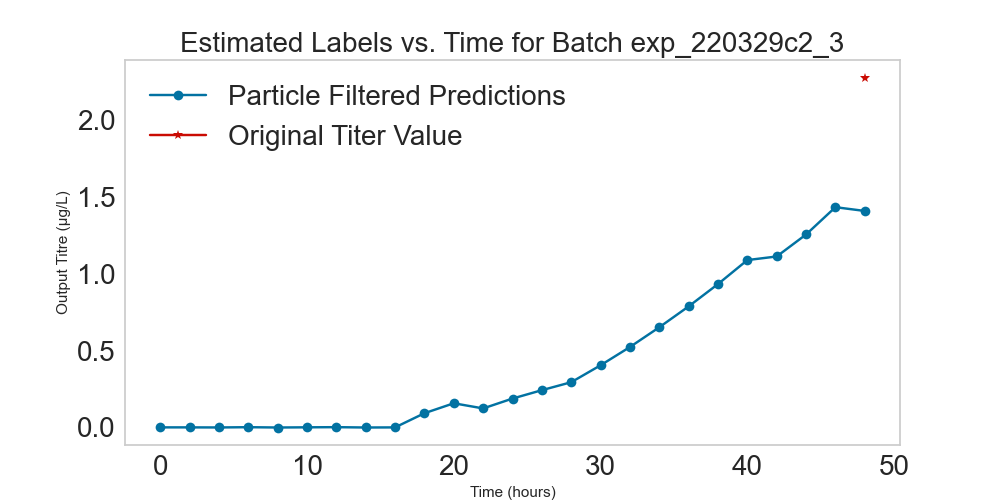 Estimated Labels vs. Time for Batch exp_220329c2_3
Particle Filtered Predictions
Original Titer Value
Output Titre (µg/L)
2.0
1.5
1.0
0.5
0.0
0 10 20 30 40 50
Time (hours)